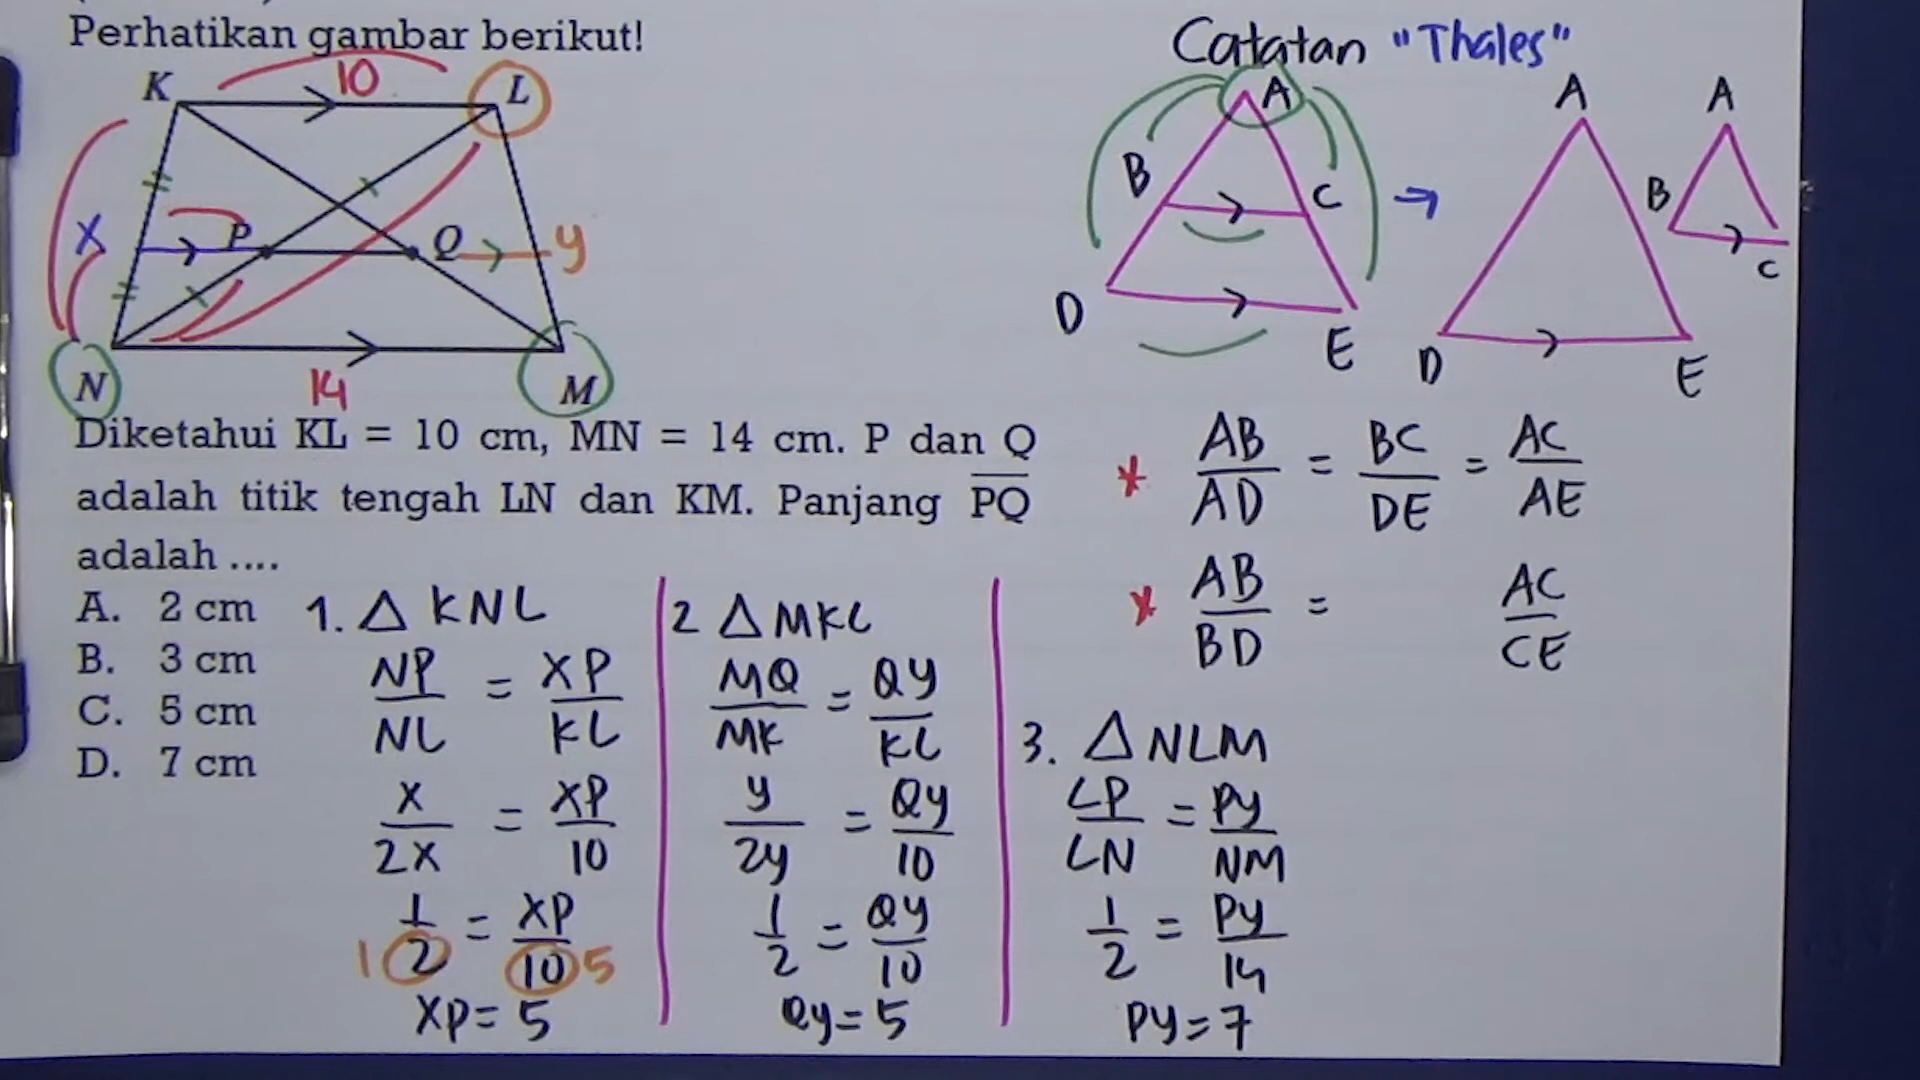 Perhatikan gambar berikut!
K 10 L
X P Q y
N 14 M
Diketahui KL = 10 cm, MN = 14 cm. P dan Q
adalah titik tengah LN dan KM. Panjang PQ
adalah ....
A. 2 cm
B. 3 cm
C. 5 cm
D. 7 cm
1. △ KNL
NP/NL = XP/KL
X/2X = XP/10
1/2 = XP/10
1 5
XP = 5
2 △ MKL
MQ/MK = Qy/KL
y/2y = Qy/10
1/2 = Qy/10
Qy = 5
3. △ NLM
LP/LN = Py/NM
1/2 = Py/14
Py = 7
Catatan "Thales"
A
B C
D E
→
A
D E
A
B
C
* AB/AD = BC/DE = AC/AE
* AB/BD = AC/CE